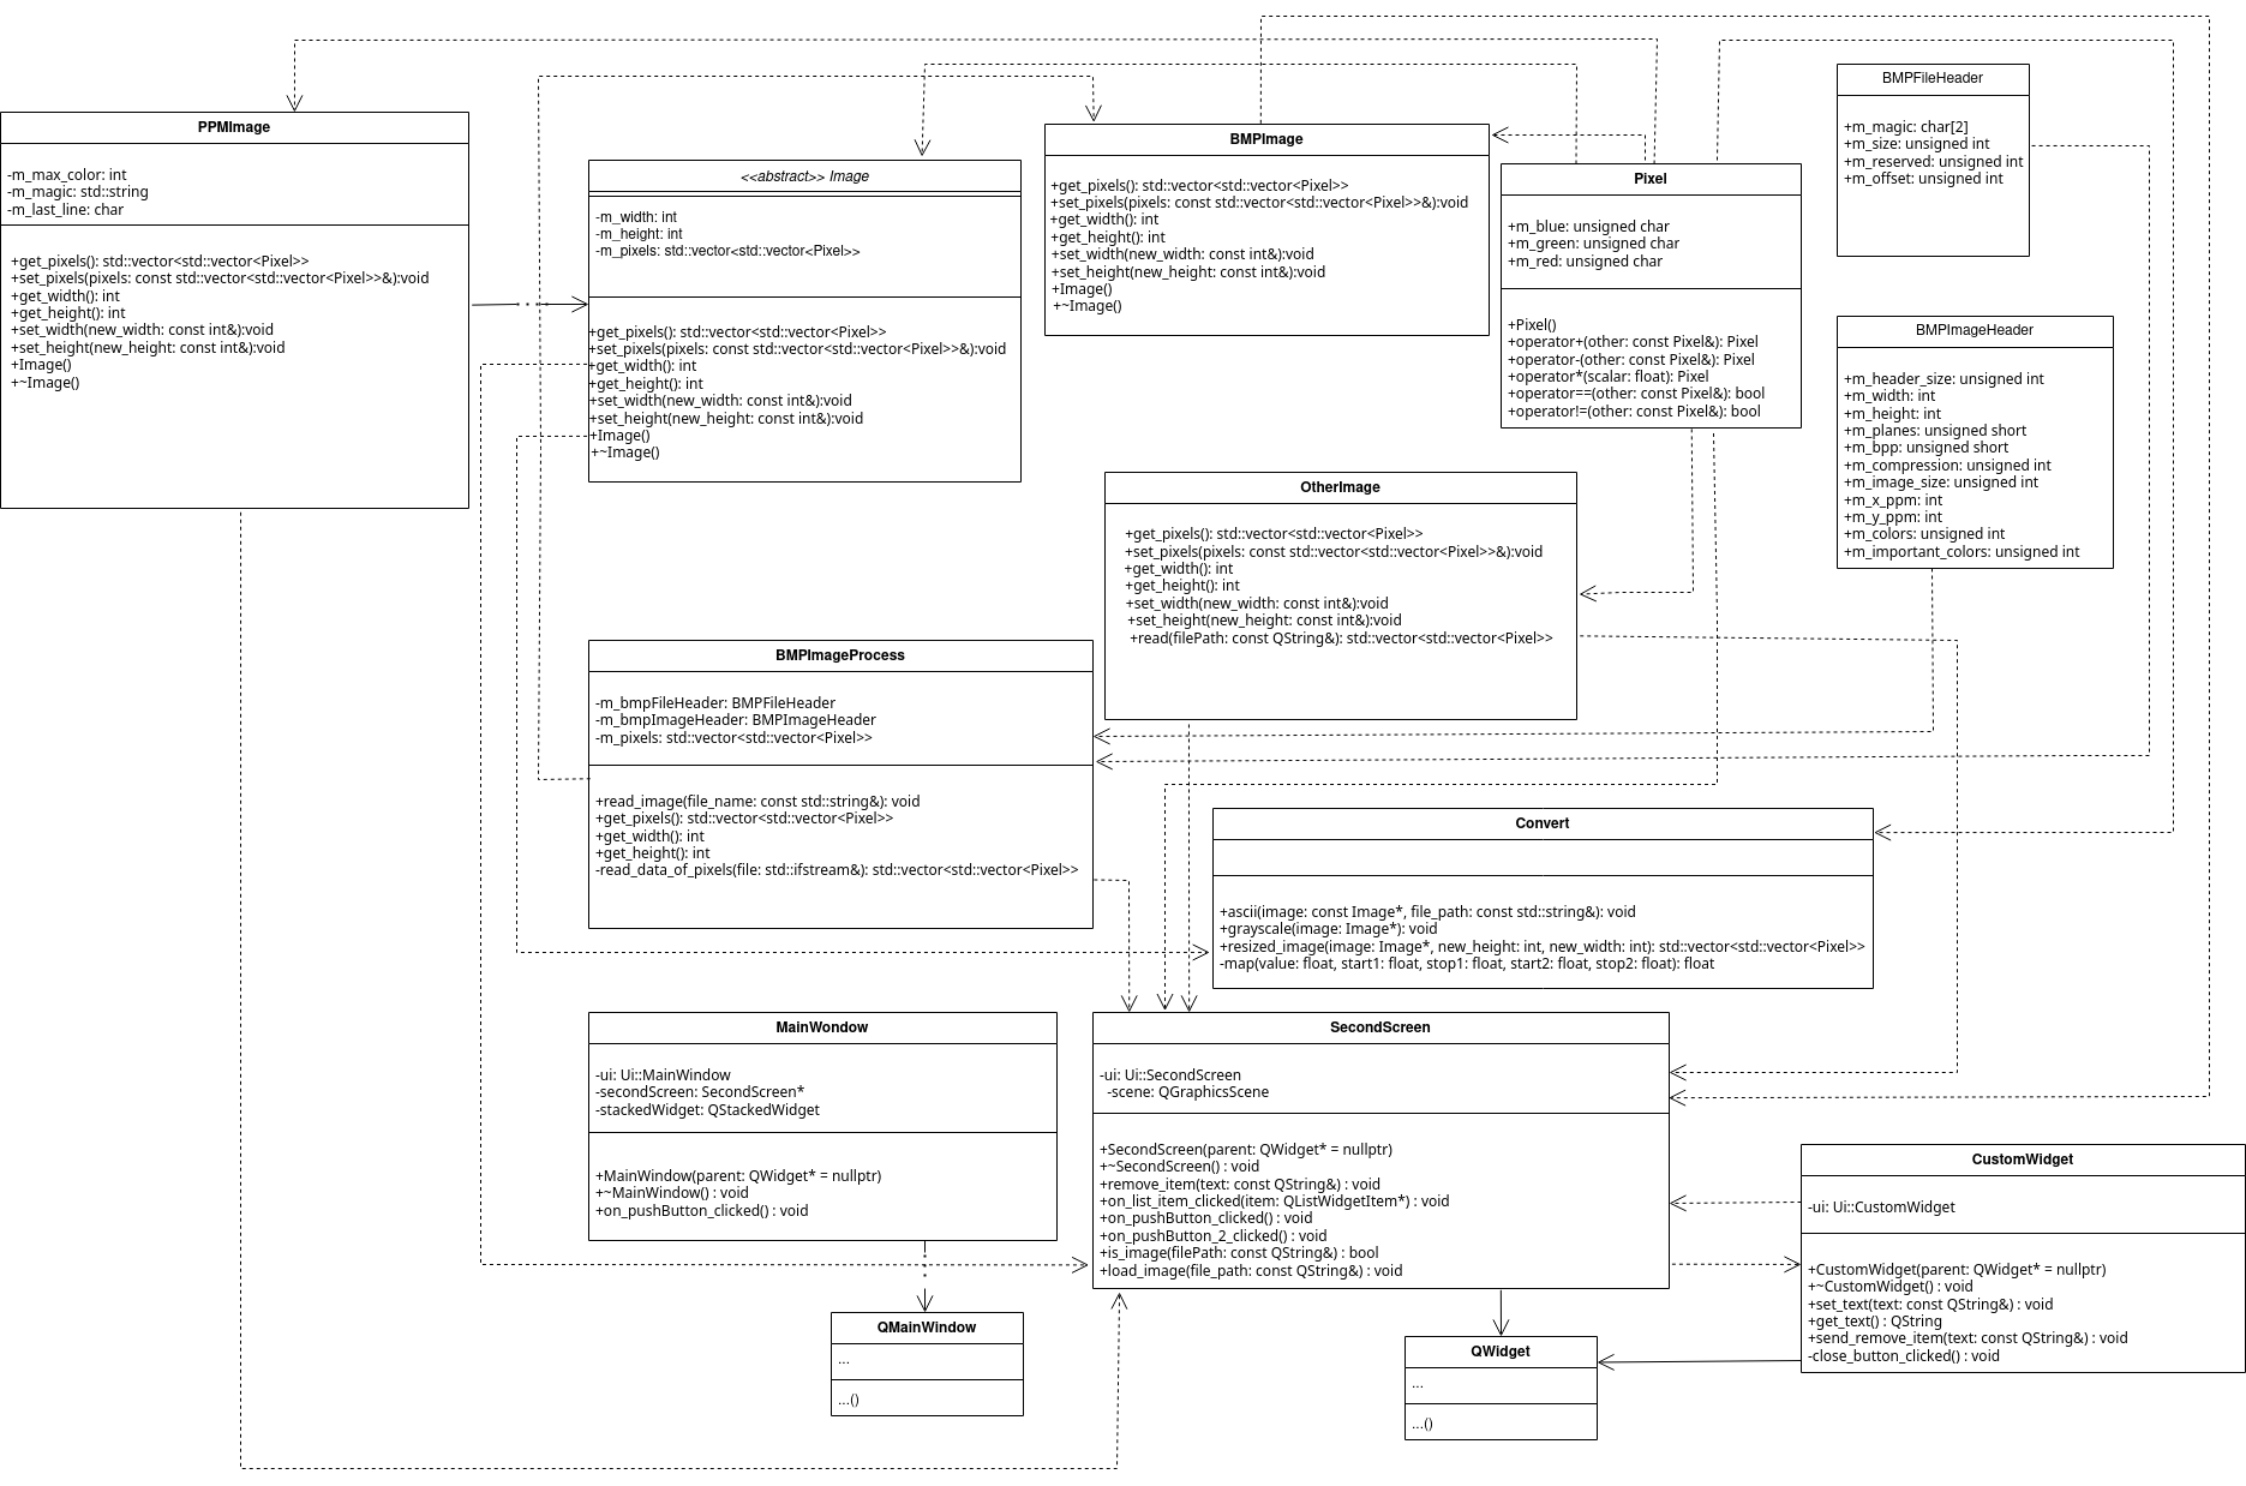 PPMImage
-m_max_color: int
-m_magic: std::string
-m_last_line: char
+get_pixels(): std::vector<std::vector<Pixel>>
+set_pixels(pixels: const std::vector<std::vector<Pixel>>&):void
+get_width(): int
+get_height(): int
+set_width(new_width: const int&):void
+set_height(new_height: const int&):void
+Image()
+~Image()
<<abstract>> Image
-m_width: int
-m_height: int
-m_pixels: std::vector<std::vector<Pixel>>
+get_pixels(): std::vector<std::vector<Pixel>>
+set_pixels(pixels: const std::vector<std::vector<Pixel>>&):void
+get_width(): int
+get_height(): int
+set_width(new_width: const int&):void
+set_height(new_height: const int&):void
+Image()
+~Image()
BMPImage
+get_pixels(): std::vector<std::vector<Pixel>>
+set_pixels(pixels: const std::vector<std::vector<Pixel>>&):void
+get_width(): int
+get_height(): int
+set_width(new_width: const int&):void
+set_height(new_height: const int&):void
+Image()
+~Image()
Pixel
+m_blue: unsigned char
+m_green: unsigned char
+m_red: unsigned char
+Pixel()
+operator+(other: const Pixel&): Pixel
+operator-(other: const Pixel&): Pixel
+operator*(scalar: float): Pixel
+operator==(other: const Pixel&): bool
+operator!=(other: const Pixel&): bool
BMPFileHeader
+m_magic: char[2]
+m_size: unsigned int
+m_reserved: unsigned int
+m_offset: unsigned int
BMPImageHeader
+m_header_size: unsigned int
+m_width: int
+m_height: int
+m_planes: unsigned short
+m_bpp: unsigned short
+m_compression: unsigned int
+m_image_size: unsigned int
+m_x_ppm: int
+m_y_ppm: int
+m_colors: unsigned int
+m_important_colors: unsigned int
OtherImage
+get_pixels(): std::vector<std::vector<Pixel>>
+set_pixels(pixels: const std::vector<std::vector<Pixel>>&):void
+get_width(): int
+get_height(): int
+set_width(new_width: const int&):void
+set_height(new_height: const int&):void
+read(filePath: const QString&): std::vector<std::vector<Pixel>>
BMPImageProcess
-m_bmpFileHeader: BMPFileHeader
-m_bmpImageHeader: BMPImageHeader
-m_pixels: std::vector<std::vector<Pixel>>
+read_image(file_name: const std::string&): void
+get_pixels(): std::vector<std::vector<Pixel>>
+get_width(): int
+get_height(): int
-read_data_of_pixels(file: std::ifstream&): std::vector<std::vector<Pixel>>
Convert
+ascii(image: const Image*, file_path: const std::string&): void
+grayscale(image: Image*): void
+resized_image(image: Image*, new_height: int, new_width: int): std::vector<std::vector<Pixel>>
-map(value: float, start1: float, stop1: float, start2: float, stop2: float): float
MainWondow
-ui: Ui::MainWindow
-secondScreen: SecondScreen*
-stackedWidget: QStackedWidget
+MainWindow(parent: QWidget* = nullptr)
+~MainWindow() : void
+on_pushButton_clicked() : void
SecondScreen
-ui: Ui::SecondScreen
-scene: QGraphicsScene
+SecondScreen(parent: QWidget* = nullptr)
+~SecondScreen() : void
+remove_item(text: const QString&) : void
+on_list_item_clicked(item: QListWidgetItem*) : void
+on_pushButton_clicked() : void
+on_pushButton_2_clicked() : void
+is_image(filePath: const QString&) : bool
+load_image(file_path: const QString&) : void
CustomWidget
-ui: Ui::CustomWidget
+CustomWidget(parent: QWidget* = nullptr)
+~CustomWidget() : void
+set_text(text: const QString&) : void
+get_text() : QString
+send_remove_item(text: const QString&) : void
-close_button_clicked() : void
QMainWindow
...
...()
QWidget
...
...()